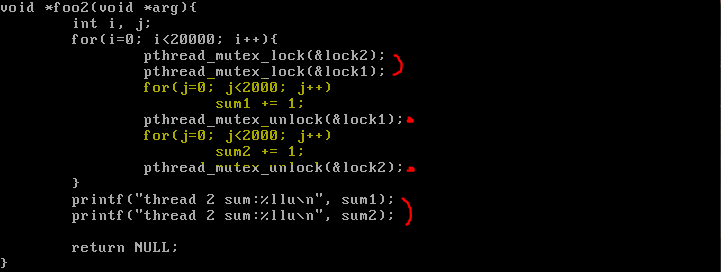 void *foo2(void *arg){
int i, j;
for(i=0; i<20000; i++){
pthread_mutex_lock(&lock2);
pthread_mutex_lock(&lock1);
for(j=0; j<2000; j++)
sum1 += 1;
pthread_mutex_unlock(&lock1);
for(j=0; j<2000; j++)
sum2 += 1;
pthread_mutex_unlock(&lock2);
}
printf("thread 2 sum:%llu\n", sum1);
printf("thread 2 sum:%llu\n", sum2);
return NULL;
}